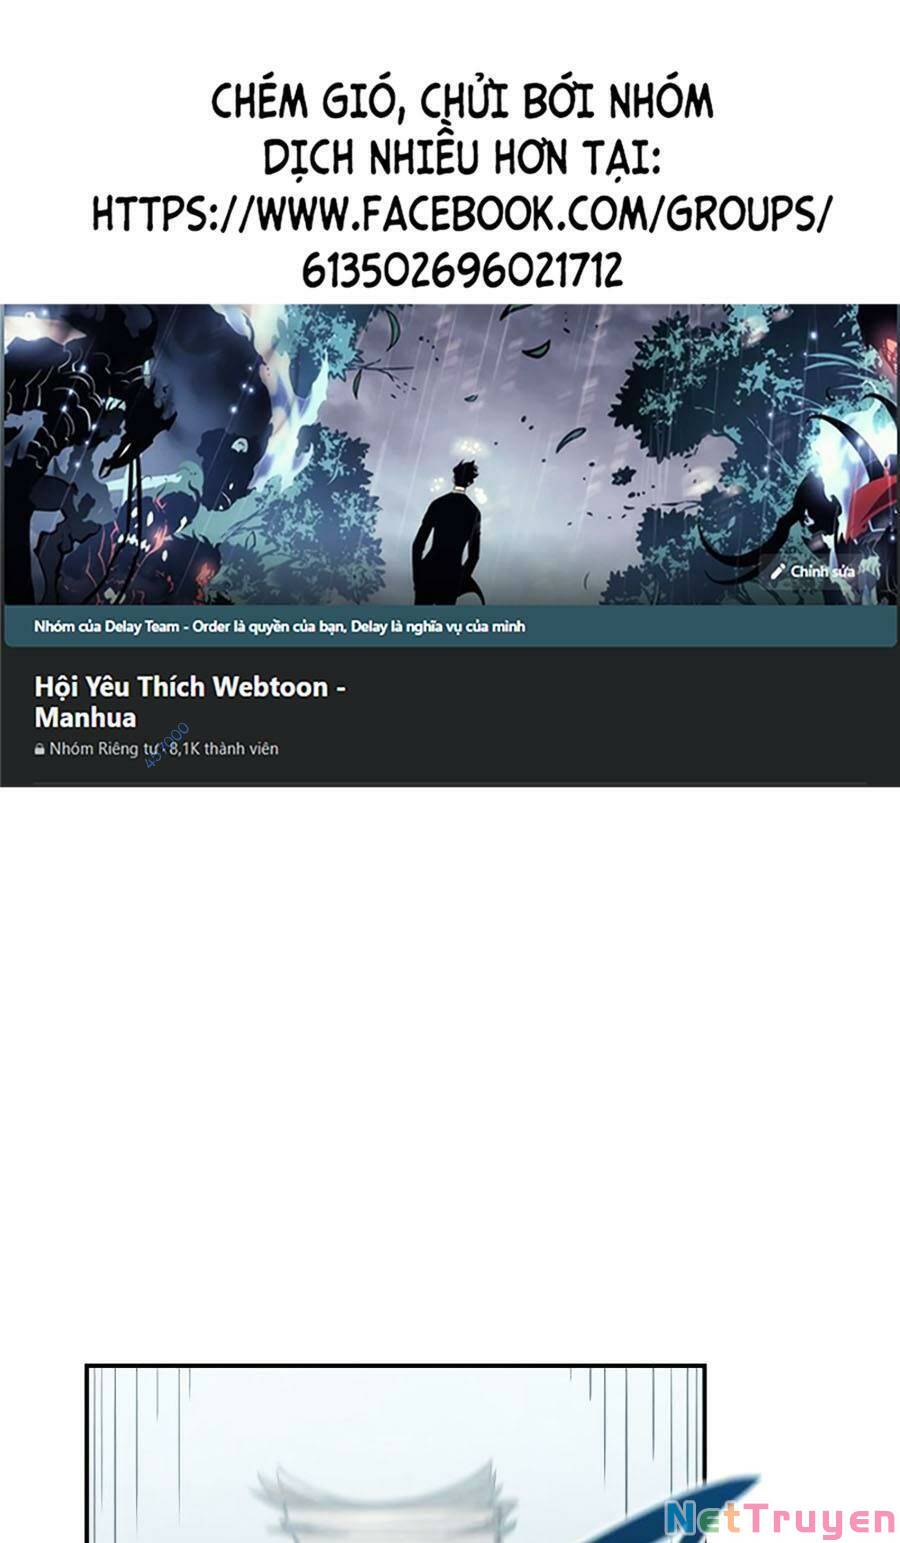 CHÉM GIÓ, CHỬI BỚI NHÓM
DỊCH NHIỀU HƠN TẠI:
HTTPS://WWW.FACEBOOK.COM/GROUPS/
613502696021712
Chỉnh sửa
Nhóm của Delay Team - Order là quyền của bạn, Delay là nghĩa vụ của mình
Hội Yêu Thích Webtoon -
Manhua
Nhóm Riêng tư · 8,1K thành viên
457000
NetTruyen